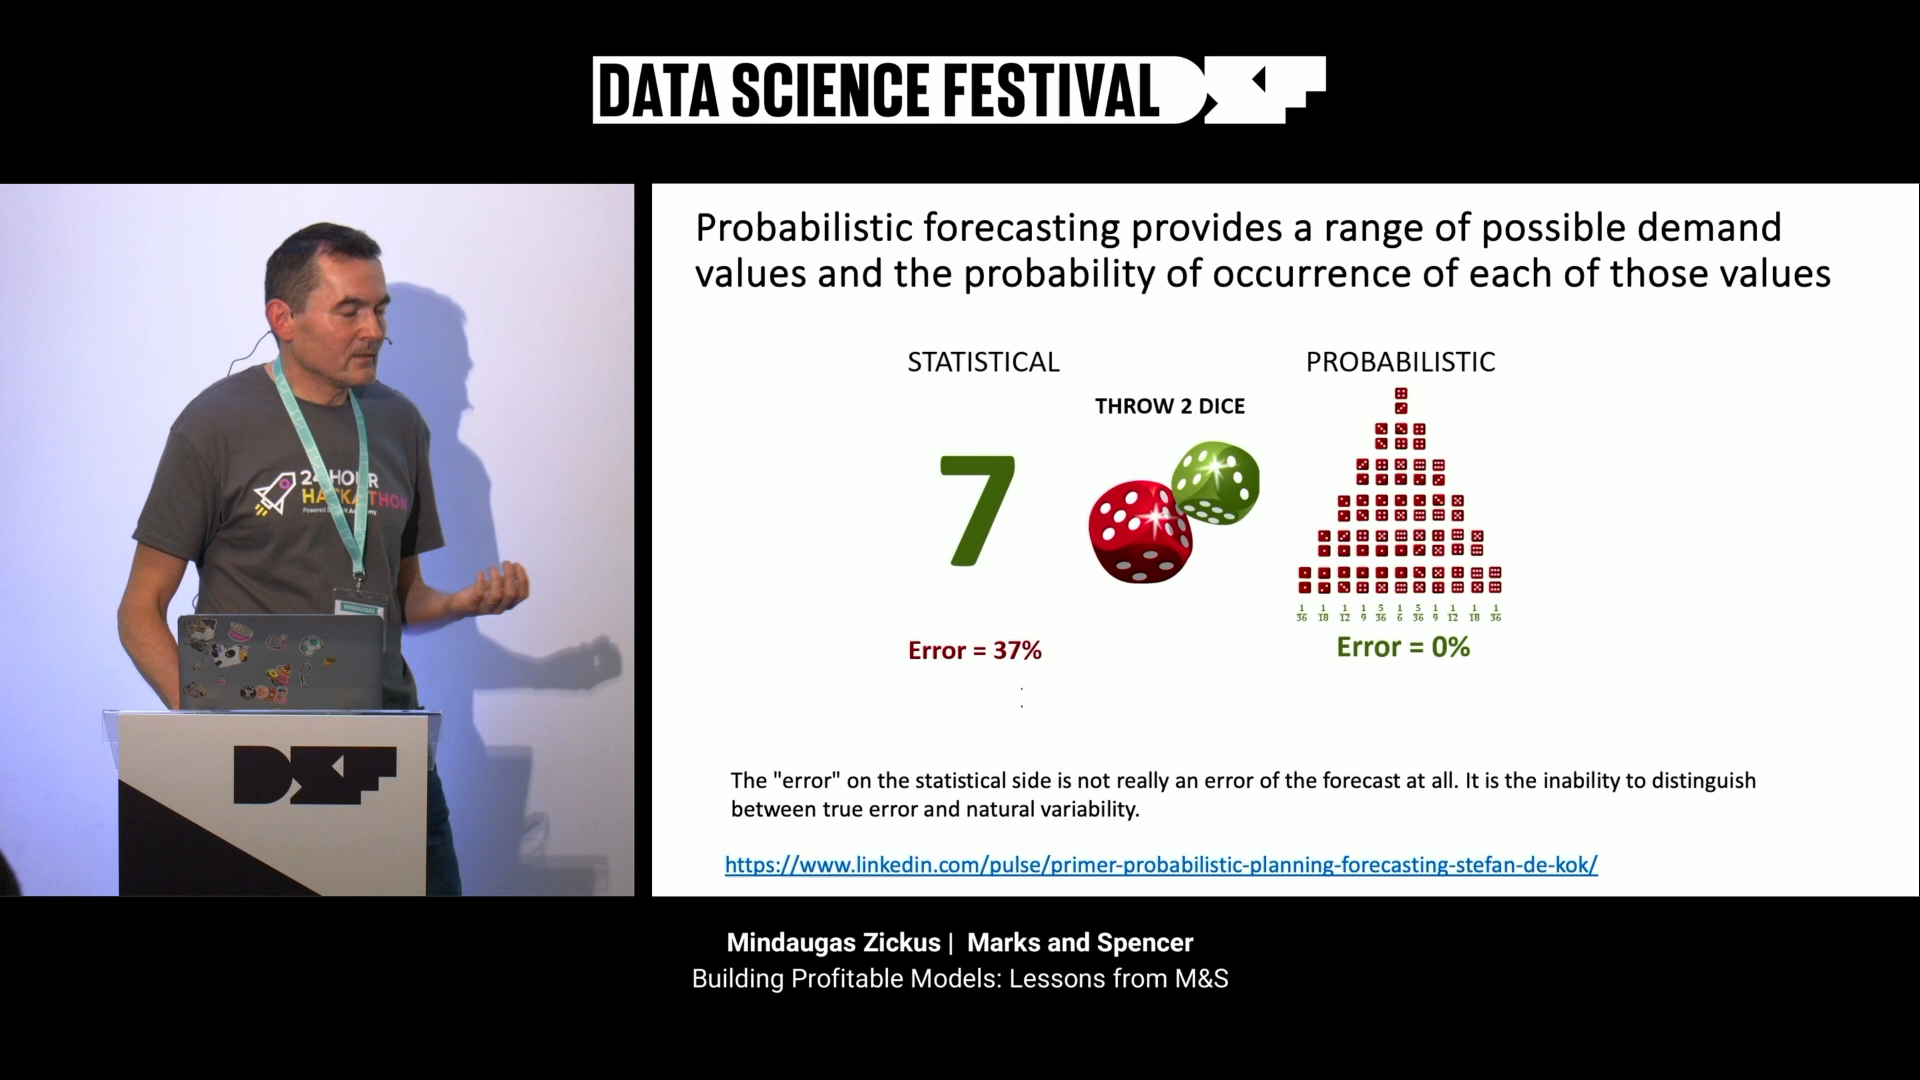 DATA SCIENCE FESTIVAL
Probabilistic forecasting provides a range of possible demand
values and the probability of occurrence of each of those values
STATISTICAL
PROBABILISTIC
THROW 2 DICE
7
1/36 1/18 1/12 1/9 5/36 1/6 5/36 1/9 1/12 1/18 1/36
Error = 37%
Error = 0%
The "error" on the statistical side is not really an error of the forecast at all. It is the inability to distinguish
between true error and natural variability.
https://www.linkedin.com/pulse/primer-probabilistic-planning-forecasting-stefan-de-kok/
24 HOUR
HACKATHON
MINDAUGAS
Mindaugas Zickus | Marks and Spencer
Building Profitable Models: Lessons from M&S